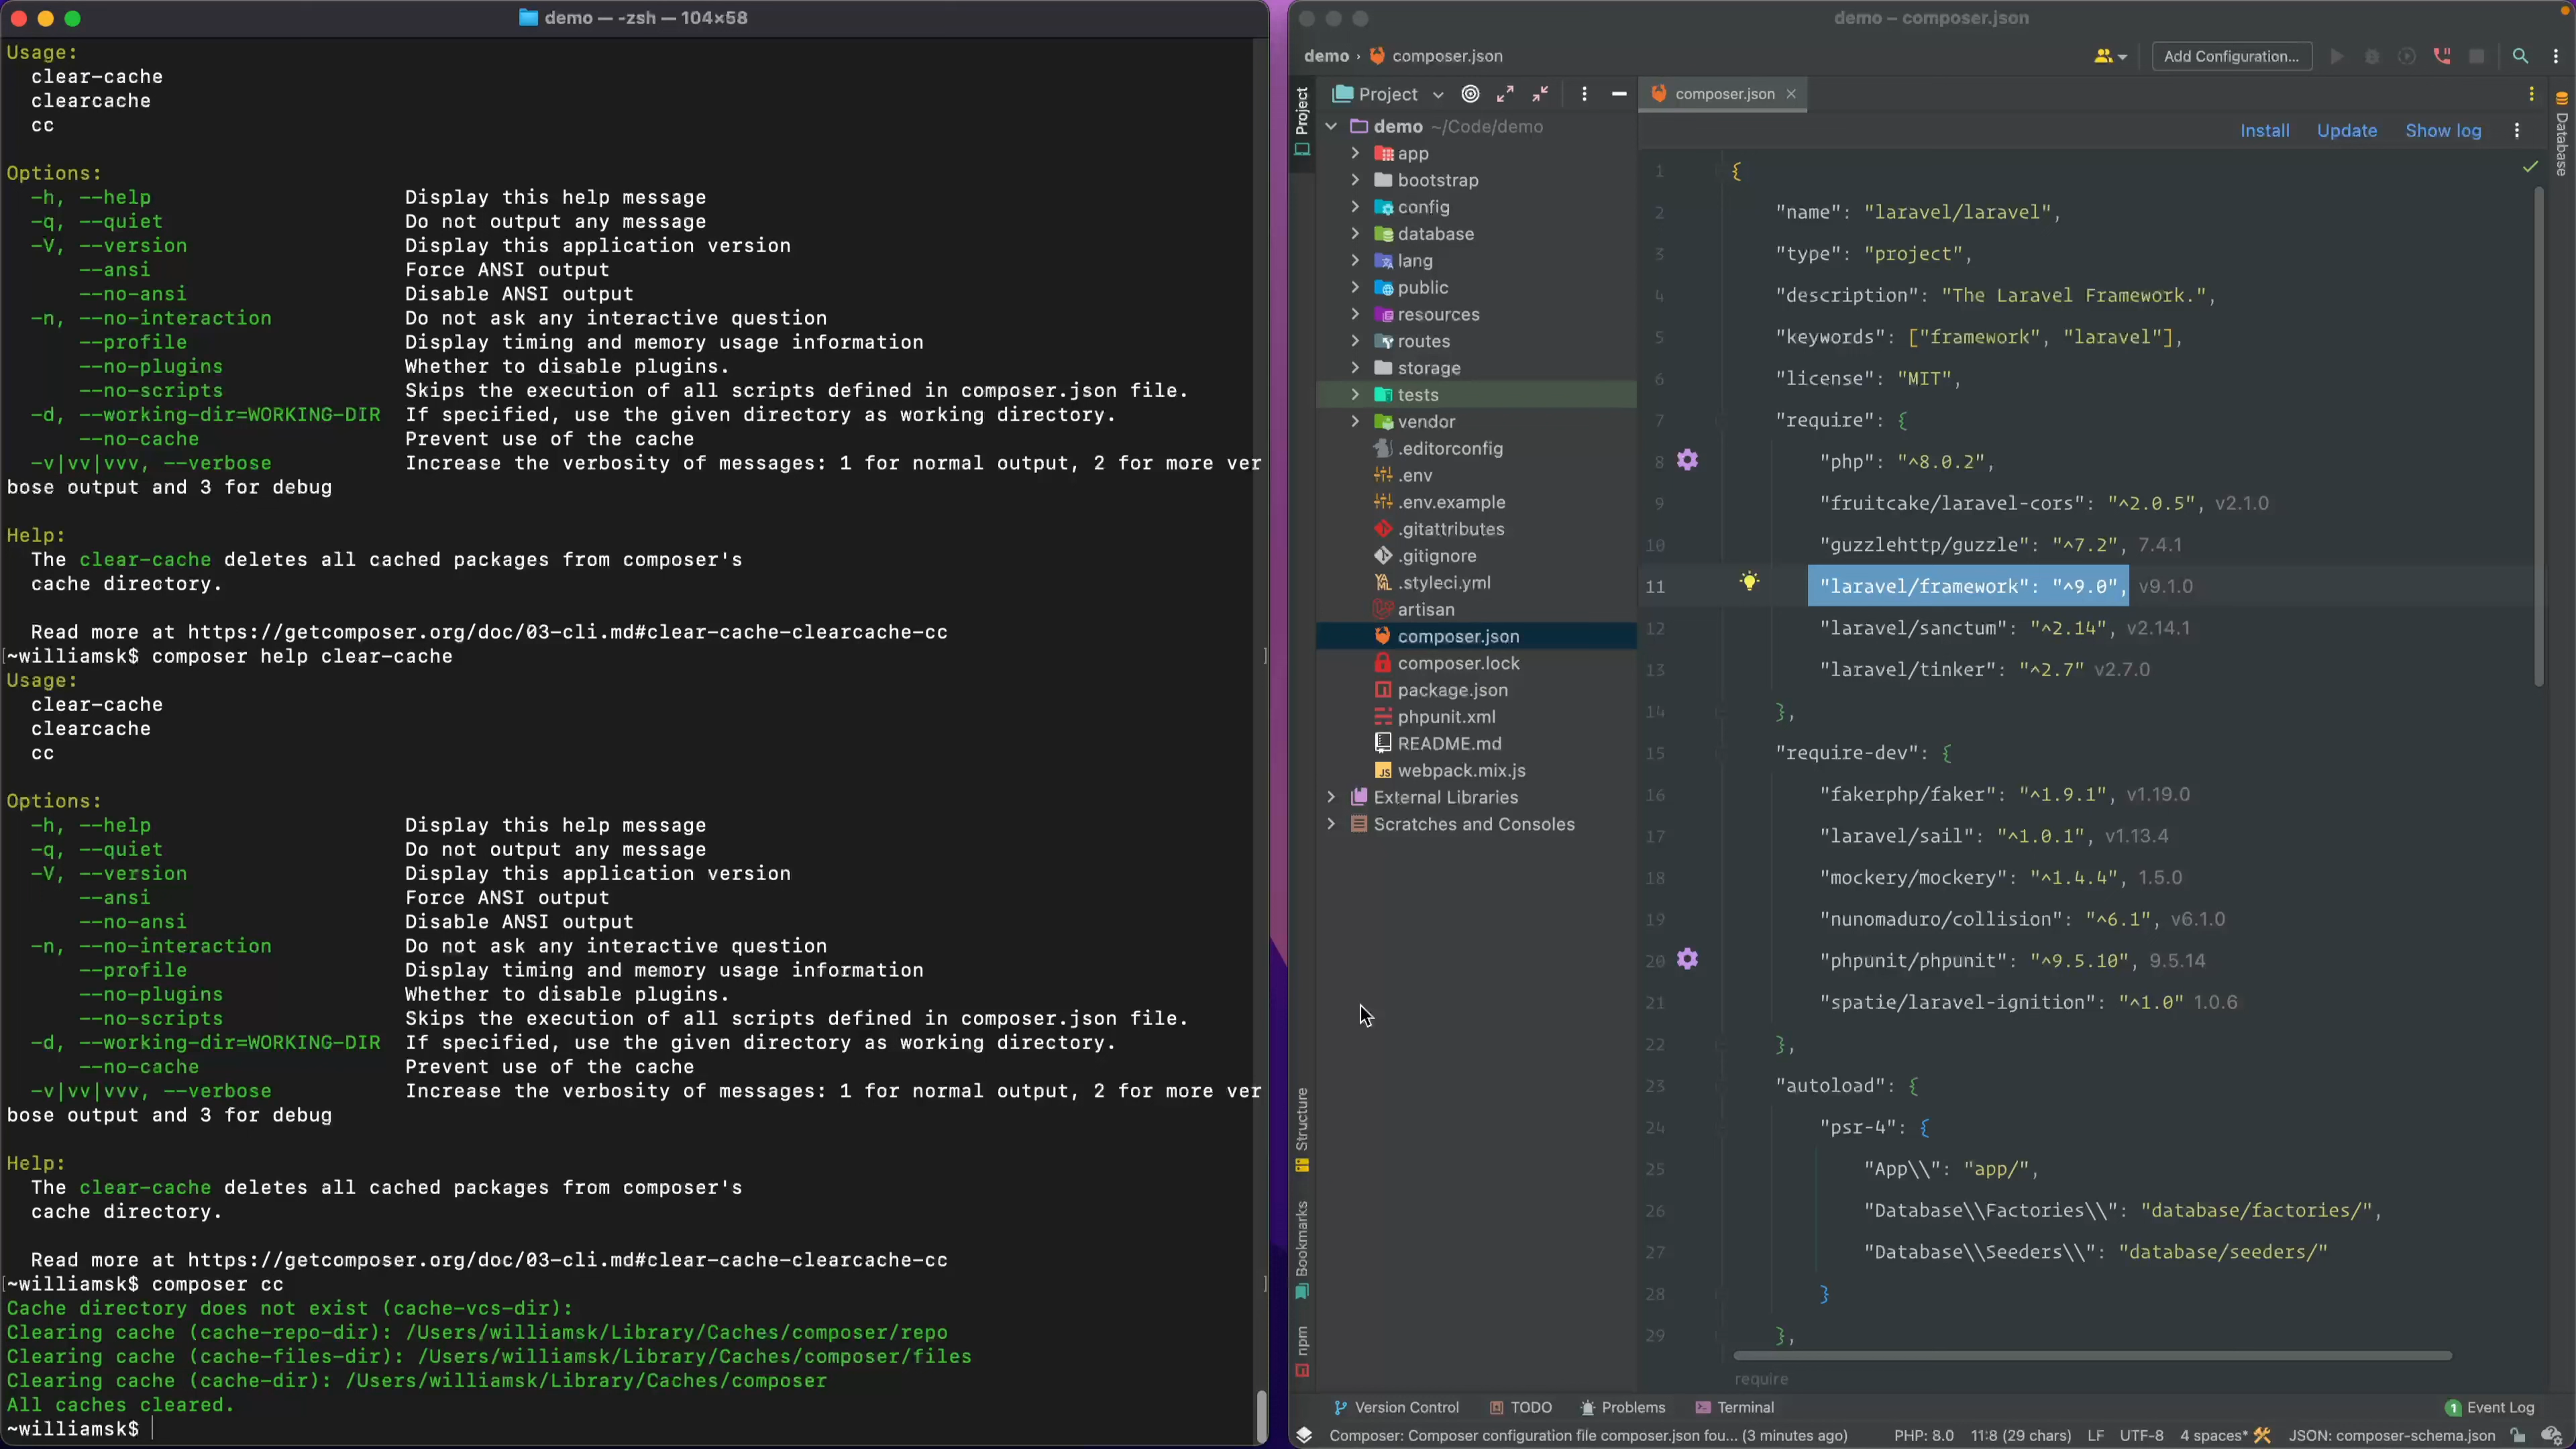 demo — -zsh — 104×58
Usage:
clear-cache
clearcache
cc
Options:
-h, --help Display this help message
-q, --quiet Do not output any message
-V, --version Display this application version
--ansi Force ANSI output
--no-ansi Disable ANSI output
-n, --no-interaction Do not ask any interactive question
--profile Display timing and memory usage information
--no-plugins Whether to disable plugins.
--no-scripts Skips the execution of all scripts defined in composer.json file.
-d, --working-dir=WORKING-DIR If specified, use the given directory as working directory.
--no-cache Prevent use of the cache
-v|vv|vvv, --verbose Increase the verbosity of messages: 1 for normal output, 2 for more ver
bose output and 3 for debug
Help:
The clear-cache deletes all cached packages from composer's
cache directory.
Read more at https://getcomposer.org/doc/03-cli.md#clear-cache-clearcache-cc
[~williamsk$ composer help clear-cache ]
Usage:
clear-cache
clearcache
cc
Options:
-h, --help Display this help message
-q, --quiet Do not output any message
-V, --version Display this application version
--ansi Force ANSI output
--no-ansi Disable ANSI output
-n, --no-interaction Do not ask any interactive question
--profile Display timing and memory usage information
--no-plugins Whether to disable plugins.
--no-scripts Skips the execution of all scripts defined in composer.json file.
-d, --working-dir=WORKING-DIR If specified, use the given directory as working directory.
--no-cache Prevent use of the cache
-v|vv|vvv, --verbose Increase the verbosity of messages: 1 for normal output, 2 for more ver
bose output and 3 for debug
Help:
The clear-cache deletes all cached packages from composer's
cache directory.
Read more at https://getcomposer.org/doc/03-cli.md#clear-cache-clearcache-cc
[~williamsk$ composer cc ]
Cache directory does not exist (cache-vcs-dir):
Clearing cache (cache-repo-dir): /Users/williamsk/Library/Caches/composer/repo
Clearing cache (cache-files-dir): /Users/williamsk/Library/Caches/composer/files
Clearing cache (cache-dir): /Users/williamsk/Library/Caches/composer
All caches cleared.
~williamsk$
demo – composer.json
demo › composer.json
Add Configuration...
Project
Structure
Bookmarks
npm
Project
demo ~/Code/demo
app
bootstrap
config
database
lang
public
resources
routes
storage
tests
vendor
.editorconfig
.env
.env.example
.gitattributes
.gitignore
.styleci.yml
artisan
composer.json
composer.lock
package.json
phpunit.xml
README.md
webpack.mix.js
External Libraries
Scratches and Consoles
composer.json
Install Update Show log
Database
1 {
2 "name": "laravel/laravel",
3 "type": "project",
4 "description": "The Laravel Framework.",
5 "keywords": ["framework", "laravel"],
6 "license": "MIT",
7 "require": {
8 "php": "^8.0.2",
9 "fruitcake/laravel-cors": "^2.0.5", v2.1.0
10 "guzzlehttp/guzzle": "^7.2", 7.4.1
11 "laravel/framework": "^9.0", v9.1.0
12 "laravel/sanctum": "^2.14", v2.14.1
13 "laravel/tinker": "^2.7" v2.7.0
14 },
15 "require-dev": {
16 "fakerphp/faker": "^1.9.1", v1.19.0
17 "laravel/sail": "^1.0.1", v1.13.4
18 "mockery/mockery": "^1.4.4", 1.5.0
19 "nunomaduro/collision": "^6.1", v6.1.0
20 "phpunit/phpunit": "^9.5.10", 9.5.14
21 "spatie/laravel-ignition": "^1.0" 1.0.6
22 },
23 "autoload": {
24 "psr-4": {
25 "App\\": "app/",
26 "Database\\Factories\\": "database/factories/",
27 "Database\\Seeders\\": "database/seeders/"
28 }
29 },
require
Version Control TODO Problems Terminal 1 Event Log
Composer: Composer configuration file composer.json fou... (3 minutes ago) PHP: 8.0 11:8 (29 chars) LF UTF-8 4 spaces* JSON: composer-schema.json